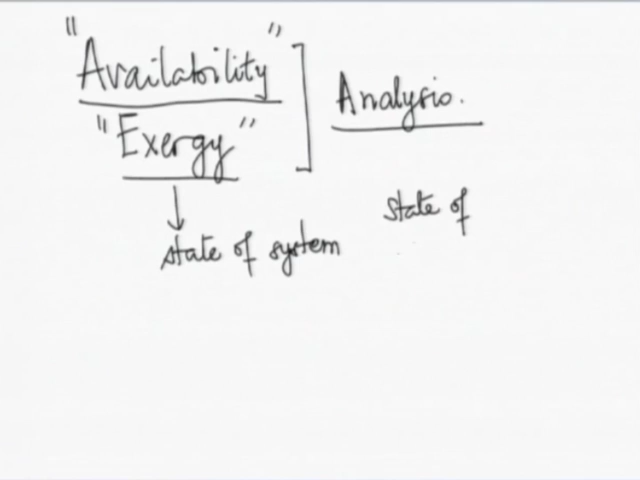 "Availability"
"Exergy"
Analysis.
state of
state of system